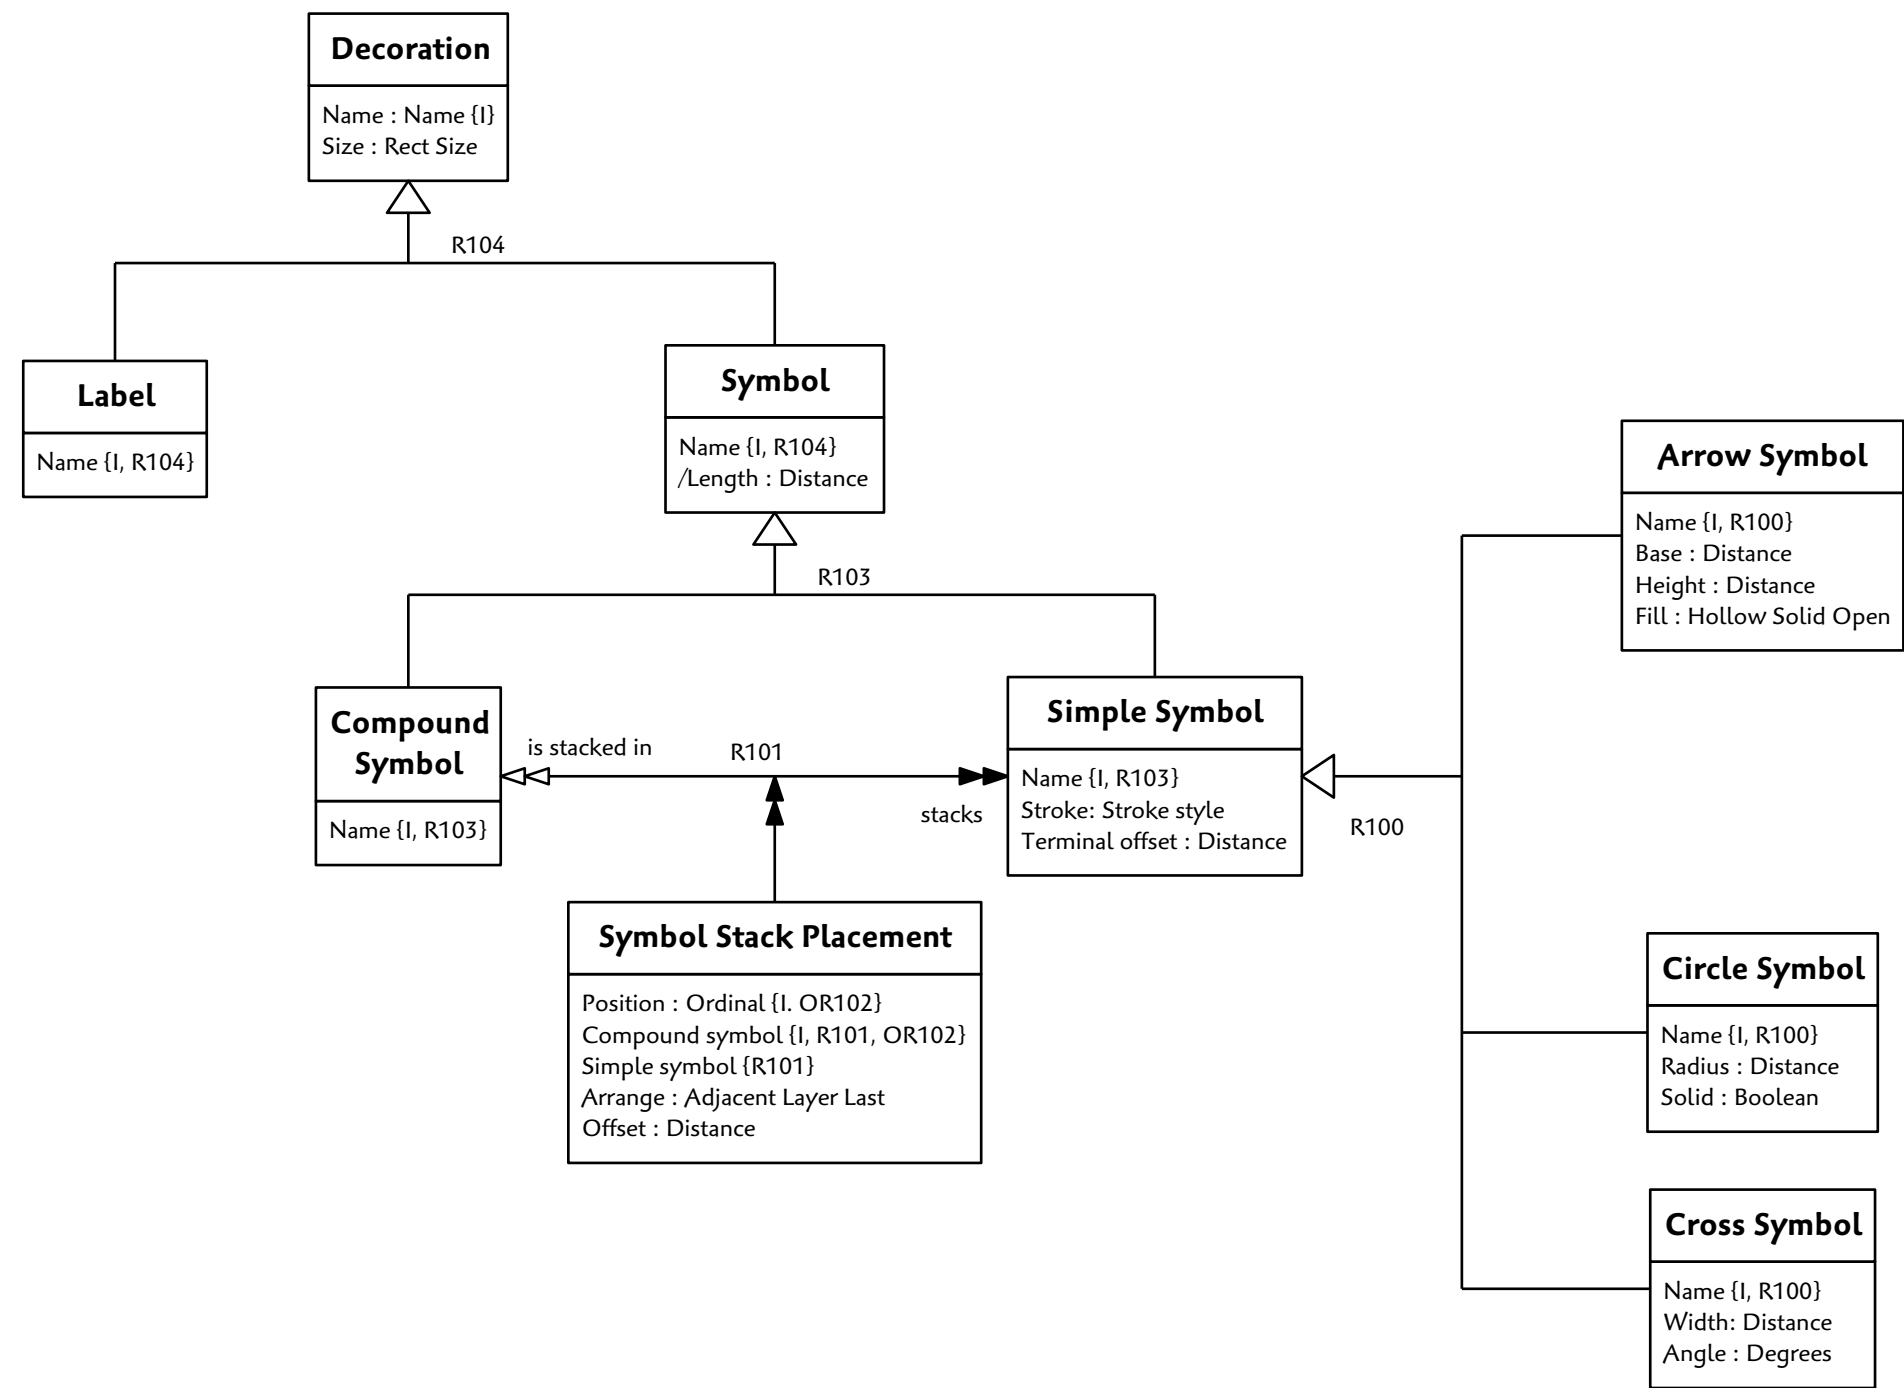 Decoration
Name : Name {I}
Size : Rect Size
R104
Label
Name {I, R104}
Symbol
Name {I, R104}
/Length : Distance
R103
Arrow Symbol
Name {I, R100}
Base : Distance
Height : Distance
Fill : Hollow Solid Open
Compound
Symbol
Name {I, R103}
is stacked in
R101
stacks
Simple Symbol
Name {I, R103}
Stroke: Stroke style
Terminal offset : Distance
R100
Symbol Stack Placement
Position : Ordinal {I. OR102}
Compound symbol {I, R101, OR102}
Simple symbol {R101}
Arrange : Adjacent Layer Last
Offset : Distance
Circle Symbol
Name {I, R100}
Radius : Distance
Solid : Boolean
Cross Symbol
Name {I, R100}
Width: Distance
Angle : Degrees